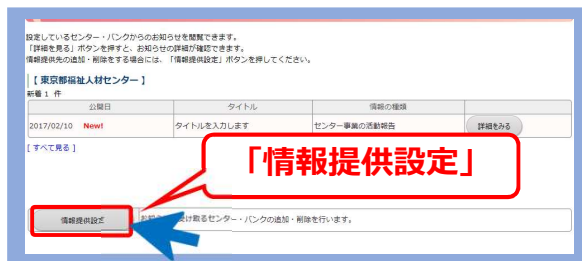 設定しているセンター・バンクからのお知らせを閲覧できます。
「詳細を見る」ボタンを押すと、お知らせの詳細が確認できます。
情報提供先の追加・削除をする場合には、「情報提供設定」ボタンを押してください。
【 東京都福祉人材センター 】
新着 1 件
公開日 タイトル 情報の種類
2017/02/10 New! タイトルを入力します センター事業の活動報告 詳細をみる
[ すべて見る ]
「情報提供設定」
情報提供設定 お知 受け取るセンター・バンクの追加・削除を行います。